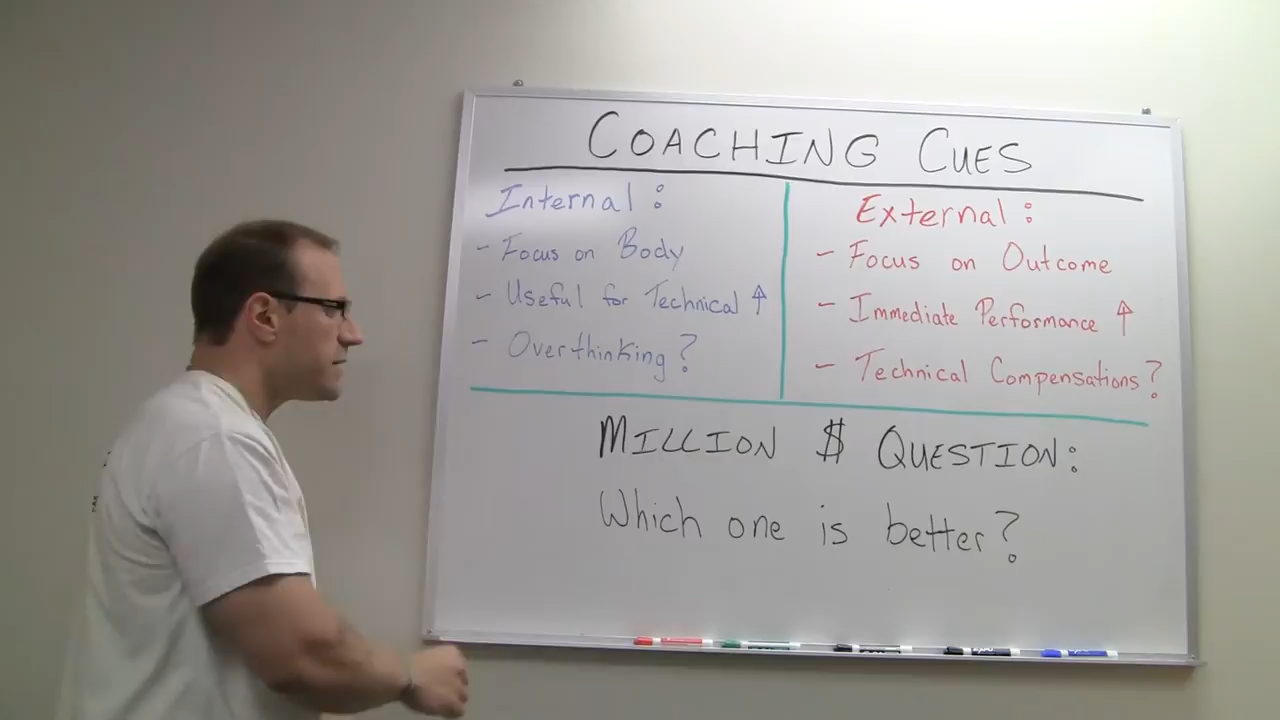 COACHING CUES
Internal:
- Focus on Body
- Useful for Technical ↑
- Overthinking?
External:
- Focus on Outcome
- Immediate Performance ↑
- Technical Compensations?
MILLION $ QUESTION:
Which one is better?